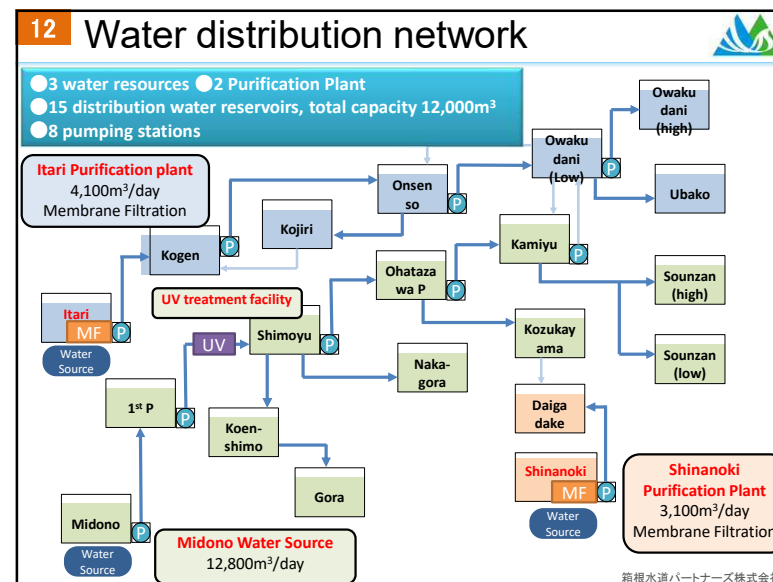 12
Water distribution network
●3 water resources ●2 Purification Plant
●15 distribution water reservoirs, total capacity 12,000m³
●8 pumping stations
Owaku
dani
(high)
Owaku
dani
(Low)
P
Itari Purification plant
4,100m³/day
Membrane Filtration
Onsen
so
P
Ubako
Kojiri
Kogen
P
Kamiyu
P
Ohataza
wa P
P
Sounzan
(high)
UV treatment facility
Itari
MF
P
Water
Source
UV
Shimoyu
P
Kozukay
ama
Sounzan
(low)
Naka-
gora
1st P
P
Koen-
shimo
Daiga
dake
Gora
Shinanoki
MF
P
Water
Source
Shinanoki
Purification Plant
3,100m³/day
Membrane Filtration
Midono
P
Water
Source
Midono Water Source
12,800m³/day
箱根水道パートナーズ株式会社